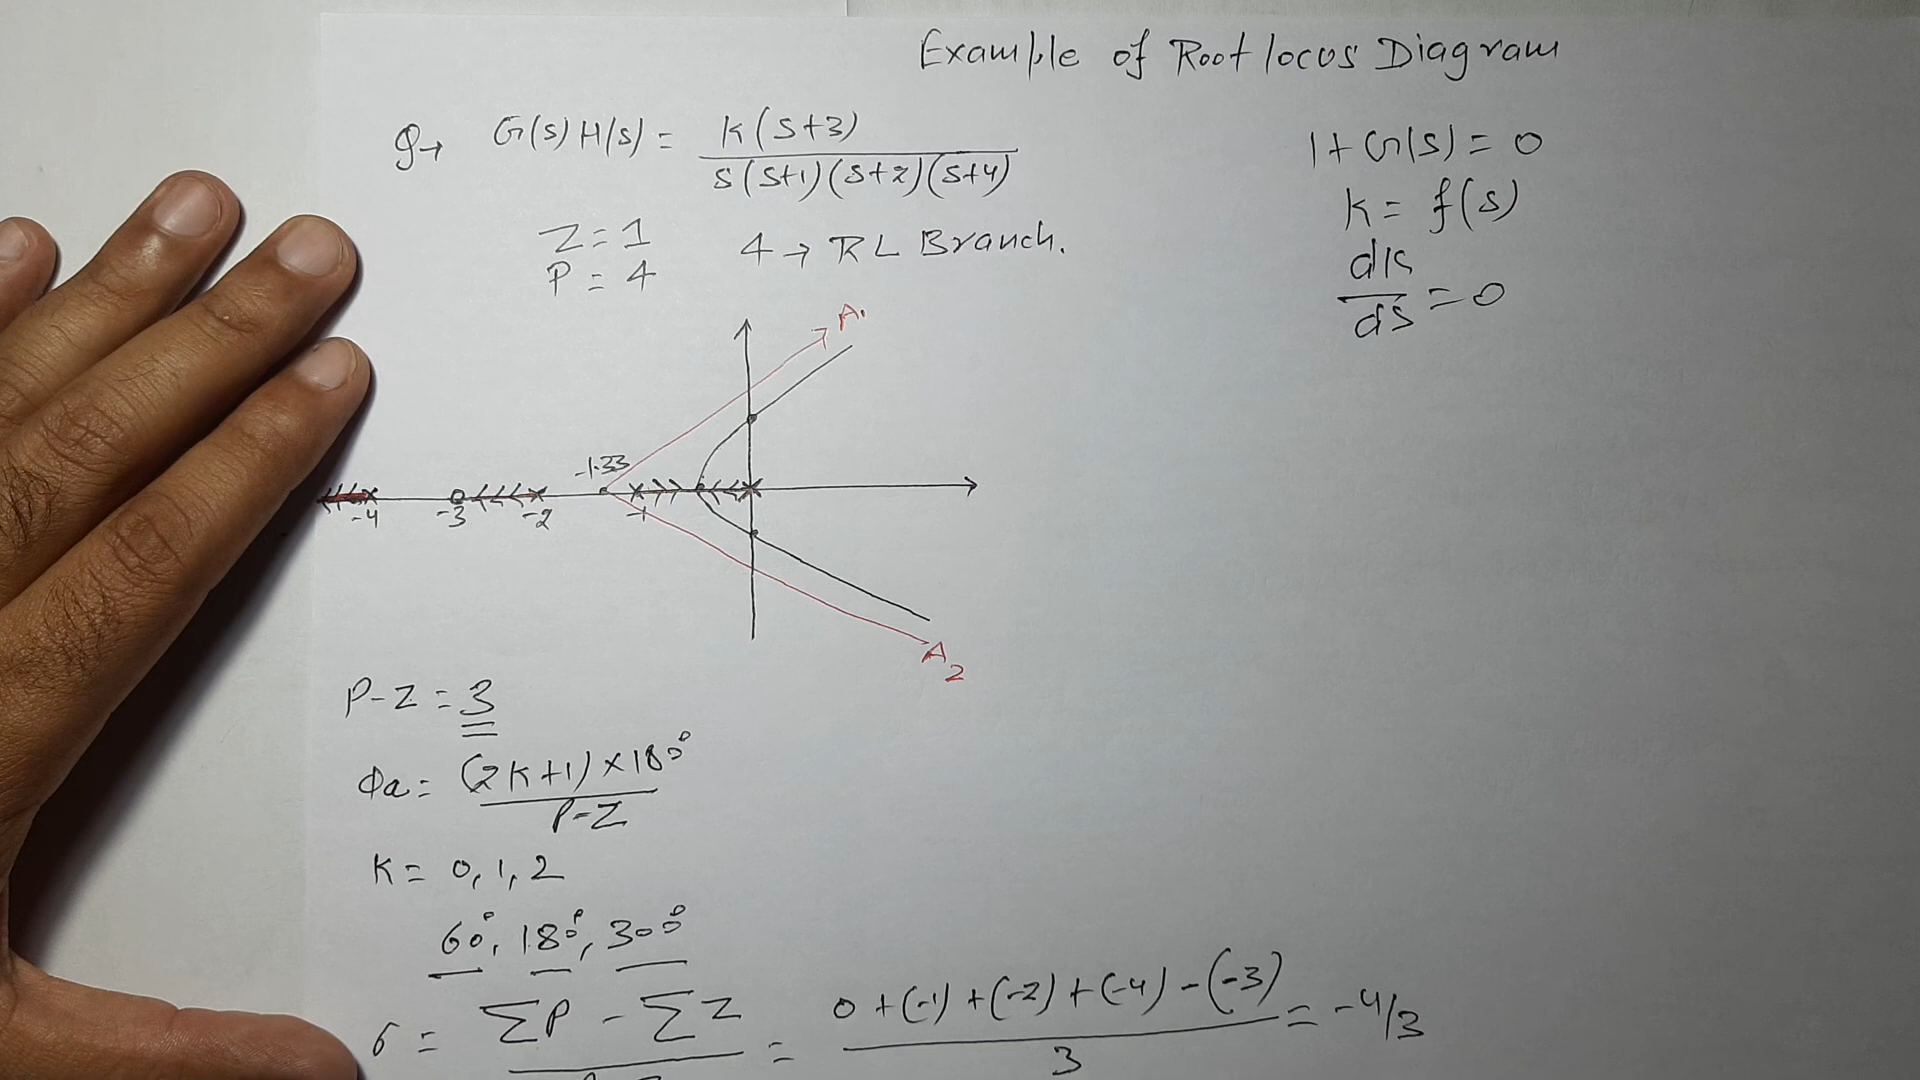 Example of Root locus Diagram
Q→ G(s)H(s) = K(s+3)
s(s+1)(s+2)(s+4)
Z=1
P=4
4 → RL Branch.
1+G(s)=0
K=f(s)
dK
ds =0
A1
-1.33
-4 -3 -2 -1
A2
P-Z=3
Φa= (2K+1)×180°
P-Z
K= 0, 1, 2
60°, 180°, 300°
σ = ΣP - ΣZ = 0+(-1)+(-2)+(-4)-(-3) = -4/3
3